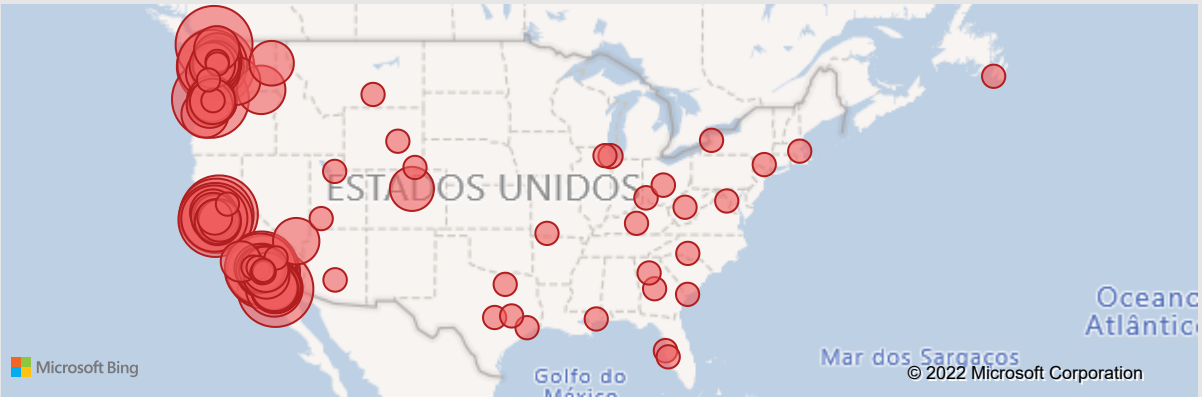 ESTADOS UNIDOS
Oceano
Atlântico
Mar dos Sargaços
Golfo do
México
Microsoft Bing
© 2022 Microsoft Corporation